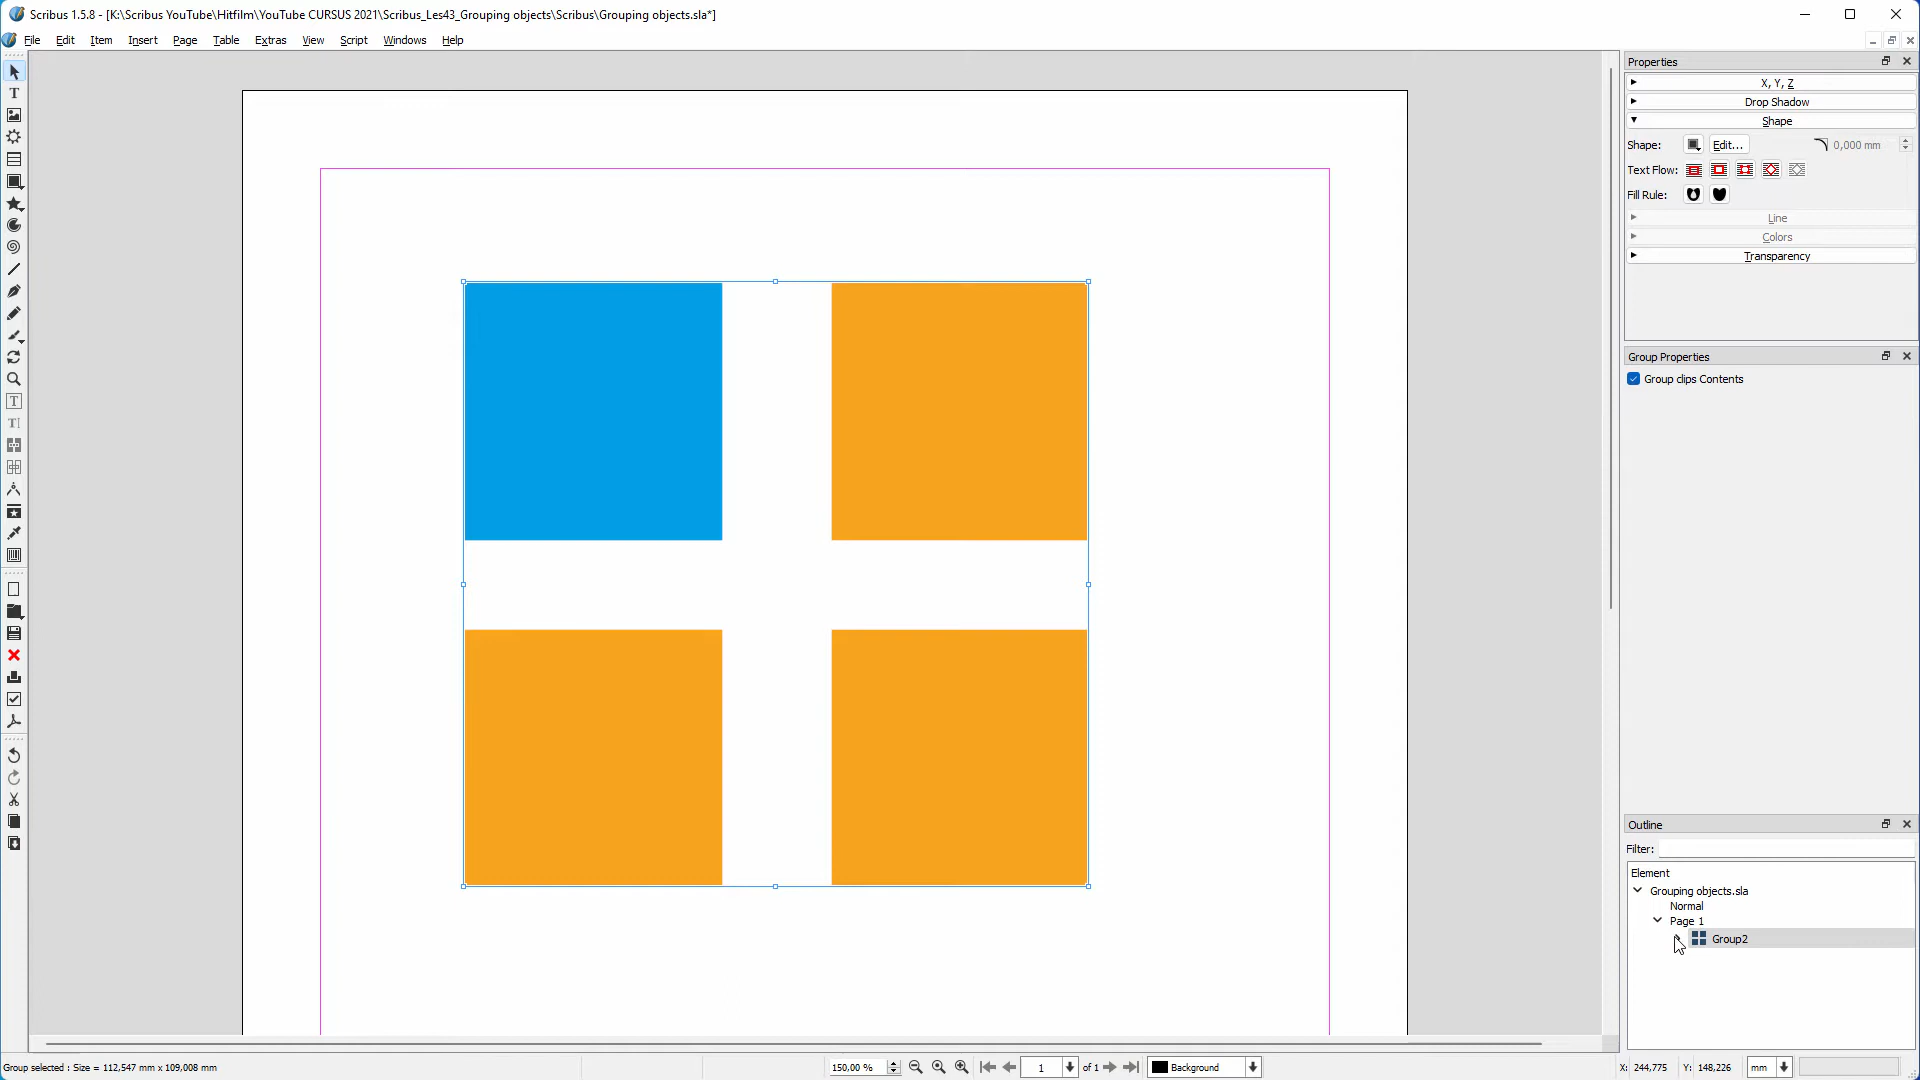 Scribus 1.5.8 - [K:\Scribus YouTube\Hitfilm\YouTube CURSUS 2021\Scribus_Les43_Grouping objects\Scribus\Grouping objects.sla*]
File Edit Item Insert Page Table Extras View Script Windows Help
Properties
X, Y, Z
Drop Shadow
Shape
Shape: Edit... 0,000 mm
Text Flow:
Fill Rule:
Line
Colors
Transparency
Group Properties
Group clips Contents
Outline
Filter:
Element
Grouping objects.sla
Normal
Page 1
Group2
Group selected : Size = 112,547 mm x 109,008 mm
150,00 %
1 of 1
Background
X: 244,775 Y: 148,226 mm